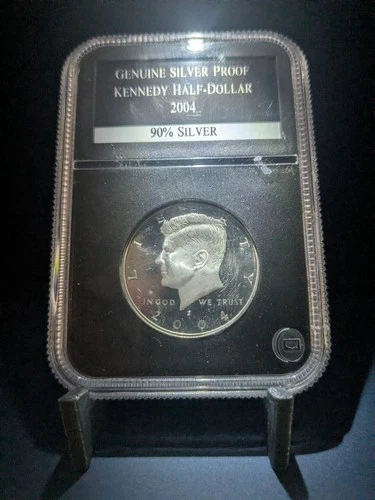 GENUINE SILVER PROOF
KENNEDY HALF-DOLLAR
2004
90% SILVER
LIBERTY
IN GOD WE TRUST
S
2004